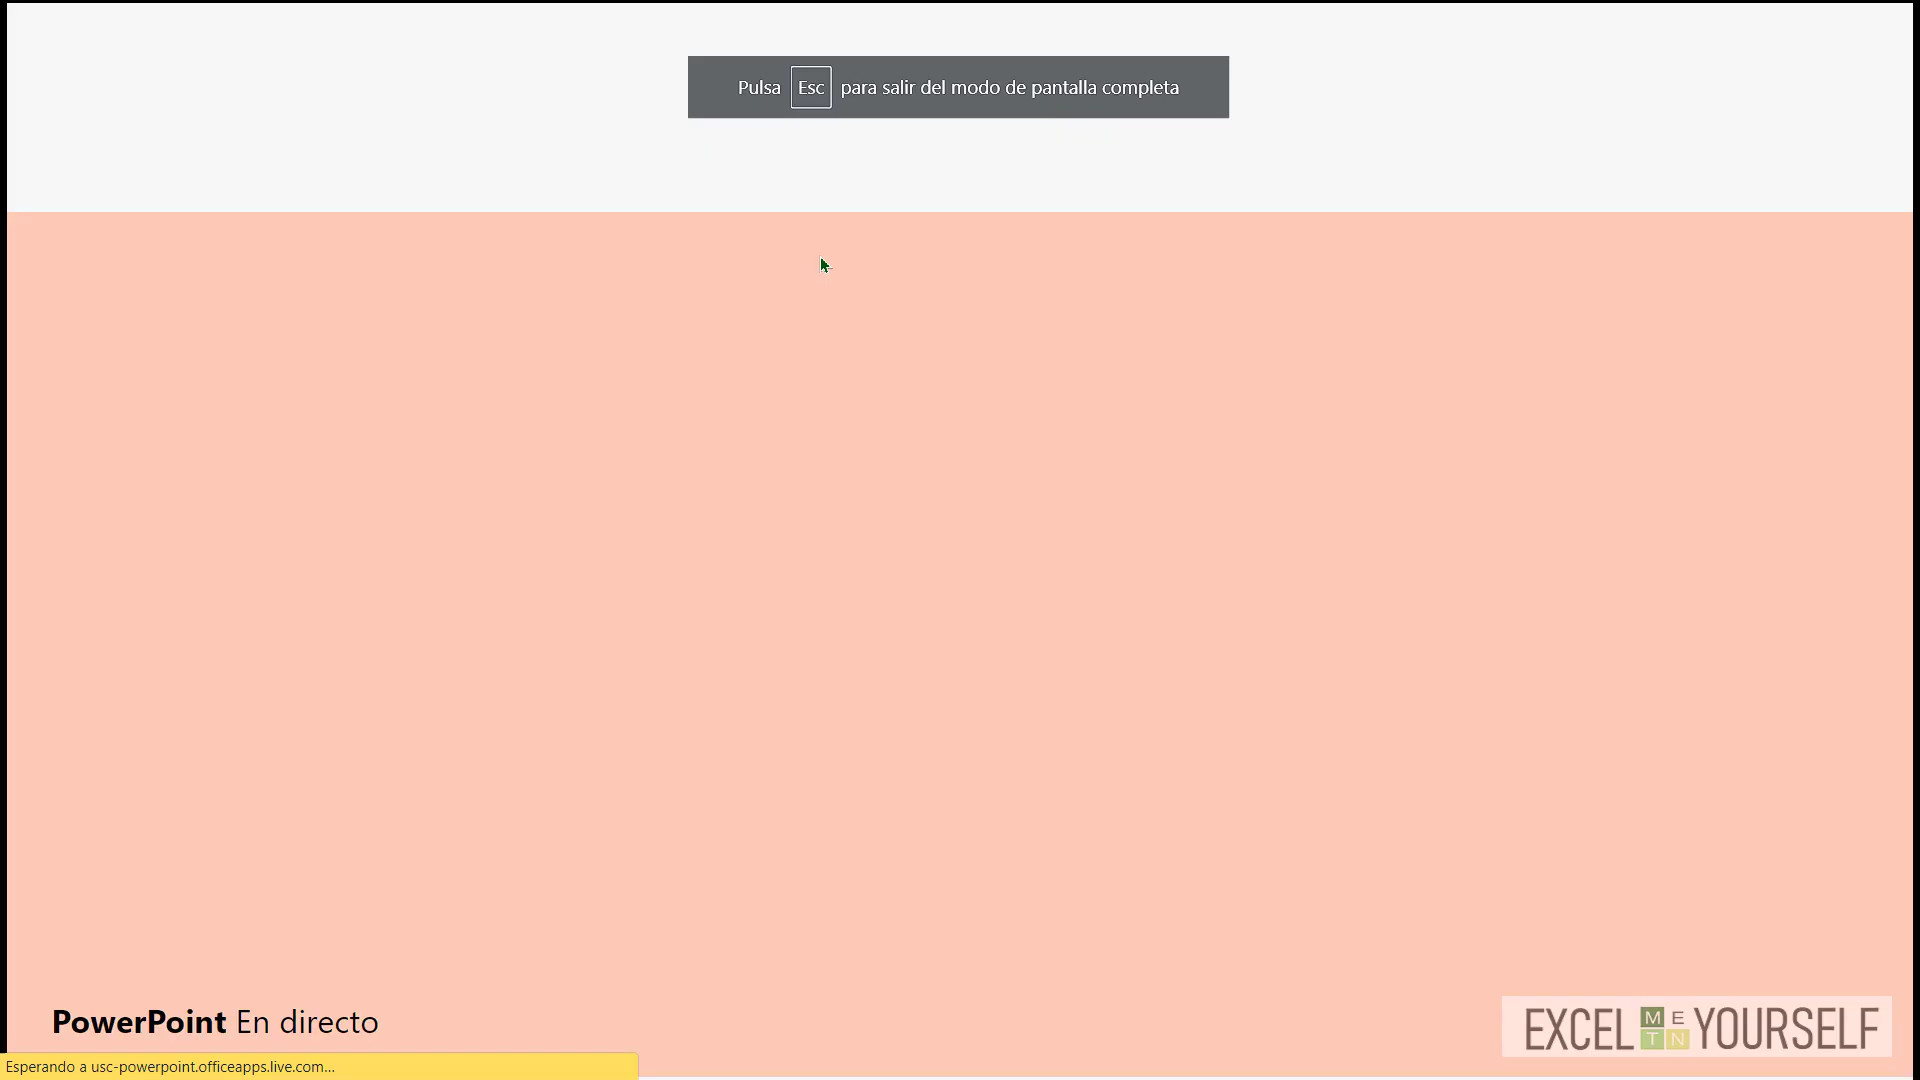 Pulsa Esc para salir del modo de pantalla completa
PowerPoint En directo
EXCEL ME TN YOURSELF
Esperando a usc-powerpoint.officeapps.live.com...